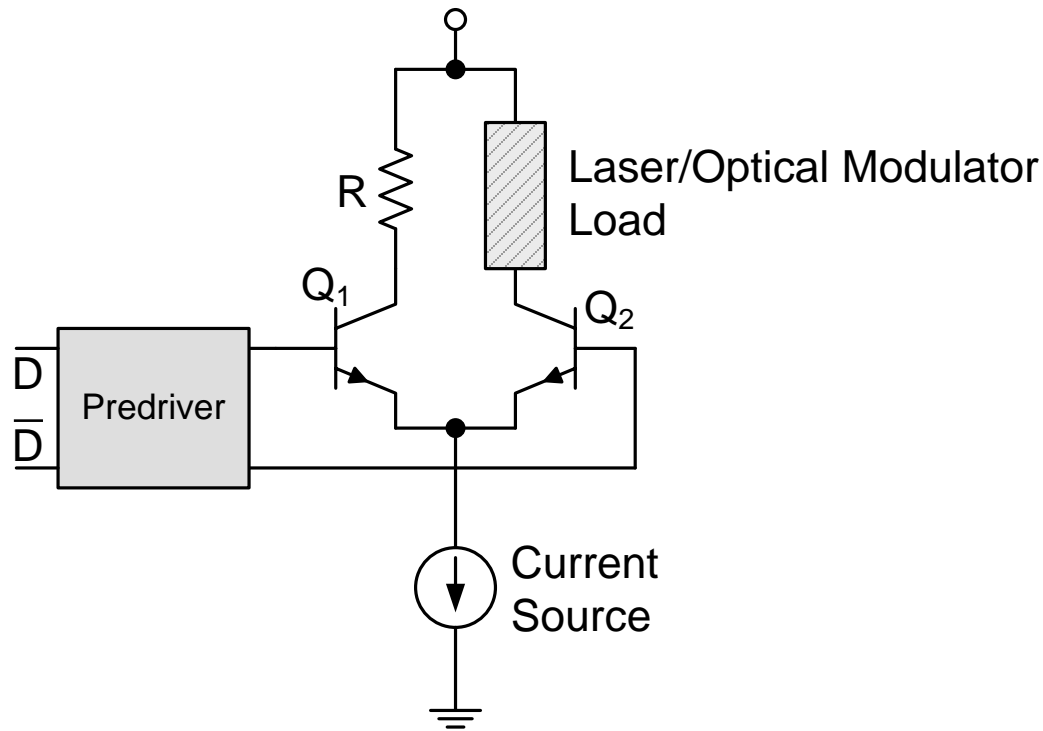 R
Laser/Optical Modulator
Load
Q₁
Q₂
D
D̅
Predriver
Current
Source